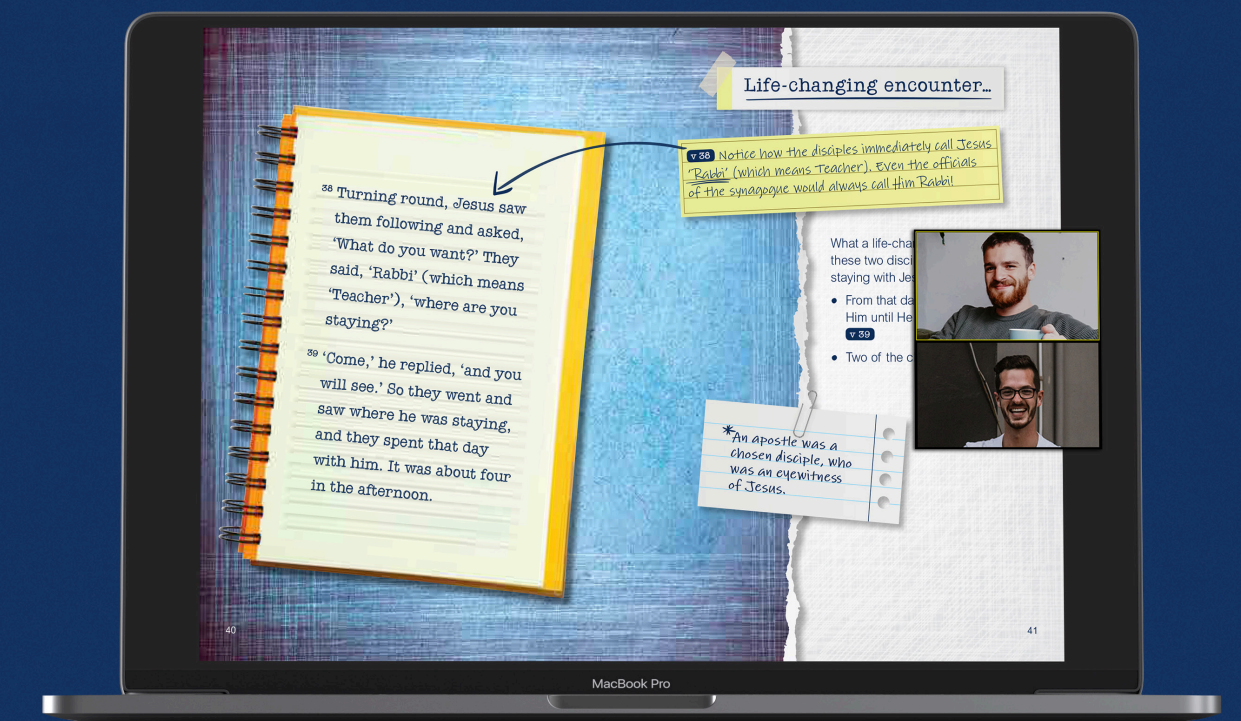 Life-changing encounter…
▿ 38 Notice how the disciples immediately call Jesus
'Rabbi' (which means Teacher). Even the officials
of the synagogue would always call Him Rabbi!
38 Turning round, Jesus saw
them following and asked,
'What do you want?' They
said, 'Rabbi' (which means
'Teacher'), 'where are you
staying?'
39 'Come,' he replied, 'and you
will see.' So they went and
saw where he was staying,
and they spent that day
with him. It was about four
in the afternoon.
What a life-cha
these two disci
staying with Jes
• From that da
Him until He
▿ 39
• Two of the c
*An apostle was a
chosen disciple, who
was an eyewitness
of Jesus.
40
41
MacBook Pro